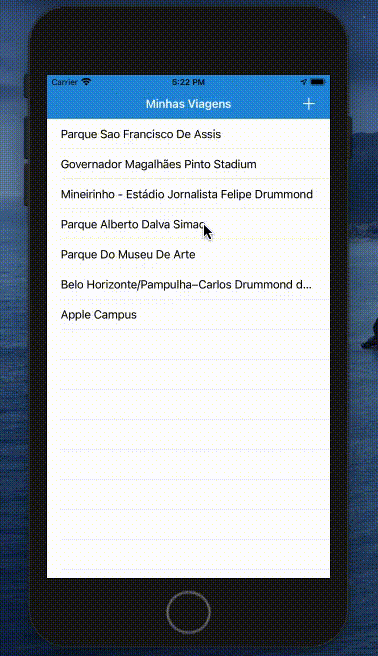 Carrier 5:22 PM
Minhas Viagens
Parque Sao Francisco De Assis
Governador Magalhães Pinto Stadium
Mineirinho - Estádio Jornalista Felipe Drummond
Parque Alberto Dalva Simao
Parque Do Museu De Arte
Belo Horizonte/Pampulha–Carlos Drummond d...
Apple Campus